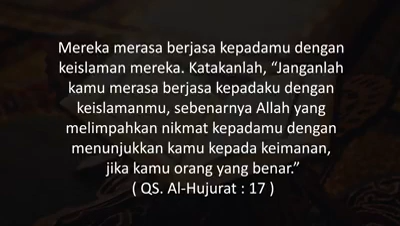 Mereka merasa berjasa kepadamu dengan
keislaman mereka. Katakanlah, “Janganlah
kamu merasa berjasa kepadaku dengan
keislamanmu, sebenarnya Allah yang
melimpahkan nikmat kepadamu dengan
menunjukkan kamu kepada keimanan,
jika kamu orang yang benar.”
( QS. Al-Hujurat : 17 )